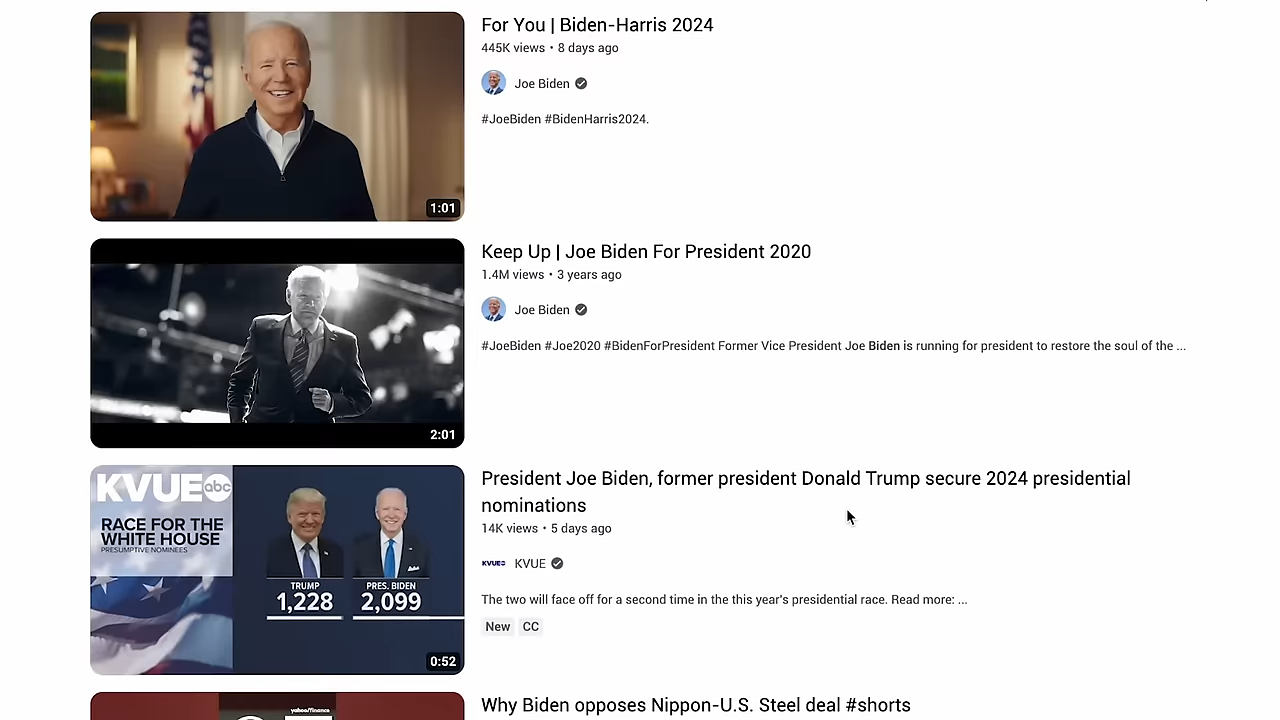 For You | Biden-Harris 2024
445K views • 8 days ago
Joe Biden
#JoeBiden #BidenHarris2024.
1:01
Keep Up | Joe Biden For President 2020
1.4M views • 3 years ago
Joe Biden
#JoeBiden #Joe2020 #BidenForPresident Former Vice President Joe Biden is running for president to restore the soul of the ...
2:01
President Joe Biden, former president Donald Trump secure 2024 presidential
nominations
14K views • 5 days ago
KVUE abc
RACE FOR THE
WHITE HOUSE
PRESUMPTIVE NOMINEES
TRUMP
1,228
PRES. BIDEN
2,099
0:52
KVUE
KVUE
The two will face off for a second time in the this year's presidential race. Read more: ...
New CC
yahoo!finance
Why Biden opposes Nippon-U.S. Steel deal #shorts